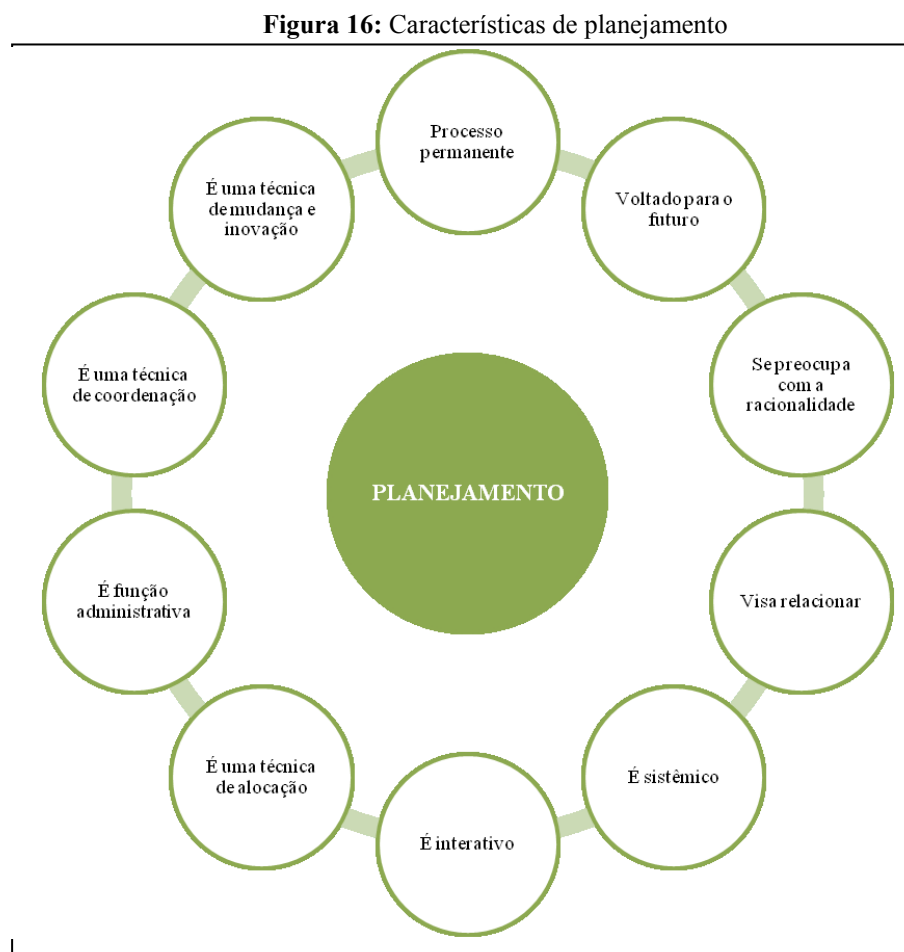 Figura 16: Características de planejamento
Processo
permanente
Voltado para o
futuro
Se preocupa
com a
racionalidade
Visa relacionar
É sistêmico
É interativo
É uma técnica
de alocação
É função
administrativa
É uma técnica
de coordenação
É uma técnica
de mudança e
inovação
PLANEJAMENTO